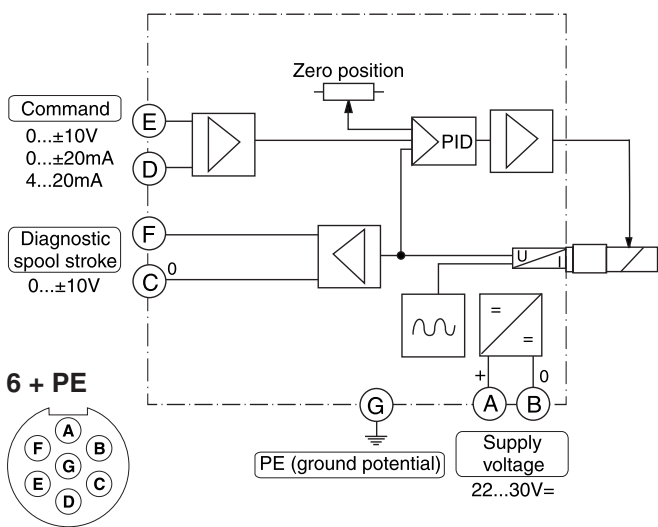 Zero position
Command
0...±10V
0...±20mA
4...20mA
E
D
PID
Diagnostic
spool stroke
0...±10V
F
C
0
U
I
=
=
+
0
6 + PE
G
A
B
PE (ground potential)
Supply
voltage
22...30V=
A
F
B
G
E
C
D